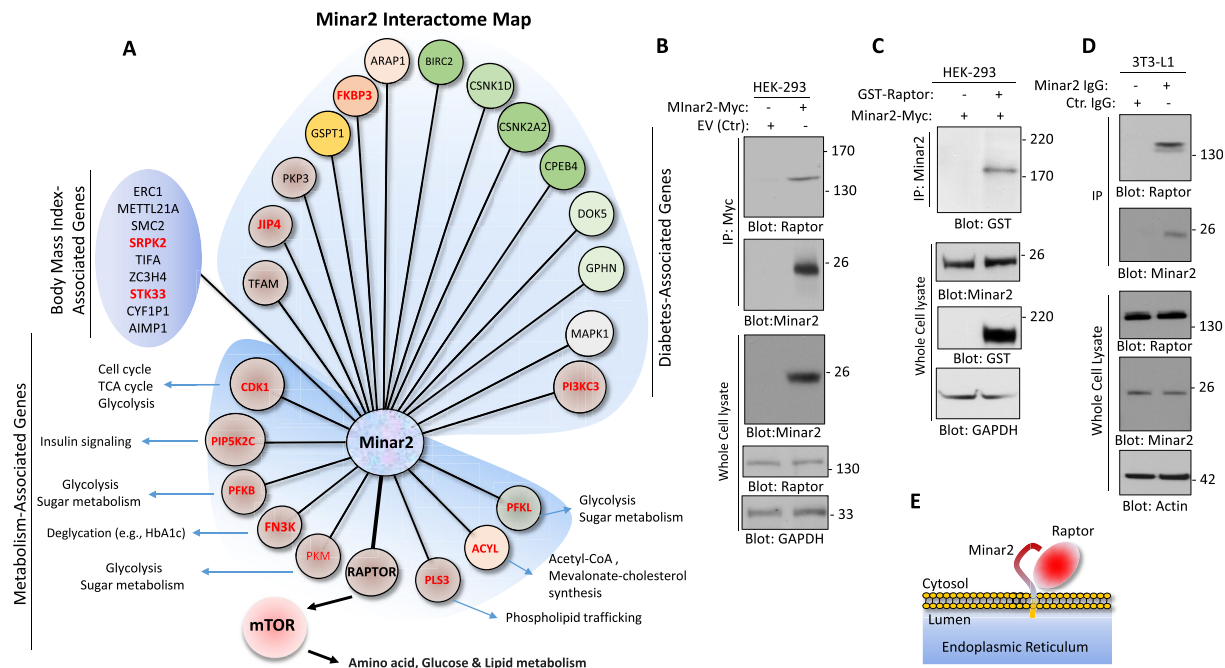 Minar2 Interactome Map
A
ARAP1
BIRC2
FKBP3
CSNK1D
GSPT1
CSNK2A2
PKP3
CPEB4
JIP4
DOK5
TFAM
GPHN
MAPK1
PI3KC3
Diabetes-Associated Genes
Body Mass Index-
Associated Genes
ERC1
METTL21A
SMC2
SRPK2
TIFA
ZC3H4
STK33
CYF1P1
AIMP1
Metabolism-Associated Genes
Minar2
Cell cycle
TCA cycle
Glycolysis
CDK1
Insulin signaling
PIP5K2C
Glycolysis
Sugar metabolism
PFKB
Deglycation (e.g., HbA1c)
FN3K
Glycolysis
Sugar metabolism
PKM
RAPTOR
PLS3
Phospholipid trafficking
ACYL
Acetyl-CoA ,
Mevalonate-cholesterol
synthesis
PFKL
Glycolysis
Sugar metabolism
mTOR
Amino acid, Glucose & Lipid metabolism
B
HEK-293
MInar2-Myc: - +
EV (Ctr): + -
IP: Myc
- 170
- 130
Blot: Raptor
- 26
Blot:Minar2
Whole Cell lysate
- 26
Blot:Minar2
- 130
Blot: Raptor
- 33
Blot: GAPDH
C
HEK-293
GST-Raptor: - +
Minar2-Myc: + +
IP: Minar2
- 220
- 170
Blot: GST
Whole Cell lysate
26
Blot:Minar2
220
Blot: GST
Blot: GAPDH
D
3T3-L1
Minar2 IgG: - +
Ctr. IgG: + -
IP
- 130
Blot: Raptor
- 26
Blot: Minar2
Whole Cell Lysate
- 130
Blot: Raptor
- 26
Blot: Minar2
- 42
Blot: Actin
E
Raptor
Minar2
Cytosol
Lumen
Endoplasmic Reticulum